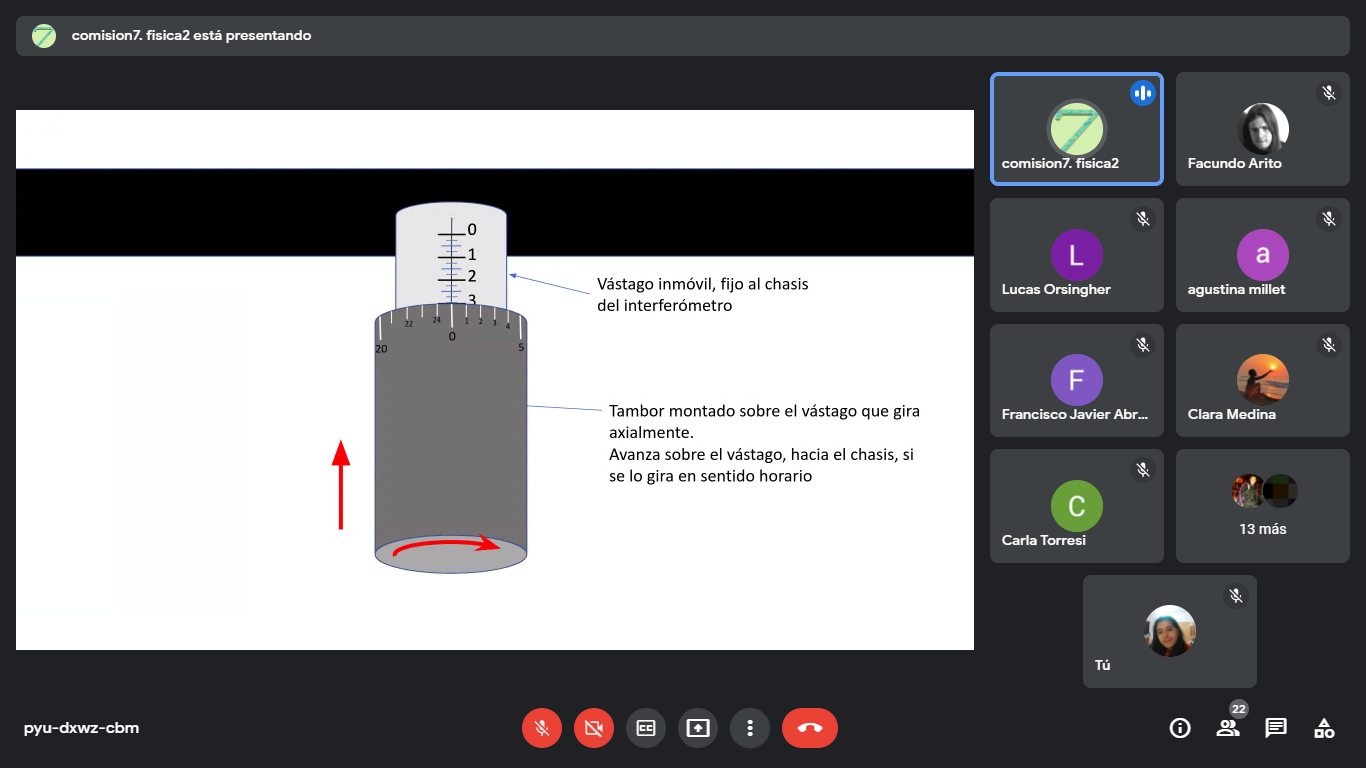 comision7. fisica2 está presentando
comision7. fisica2
Facundo Arito
0
1
2
3
Vástago inmóvil, fijo al chasis
del interferómetro
L
Lucas Orsingher
a
agustina millet
20
22
24
0
1
2
3
4
5
F
Francisco Javier Abr...
Clara Medina
Tambor montado sobre el vástago que gira
axialmente.
Avanza sobre el vástago, hacia el chasis, si
se lo gira en sentido horario
C
Carla Torresi
13 más
Tú
pyu-dxwz-cbm
CC
22